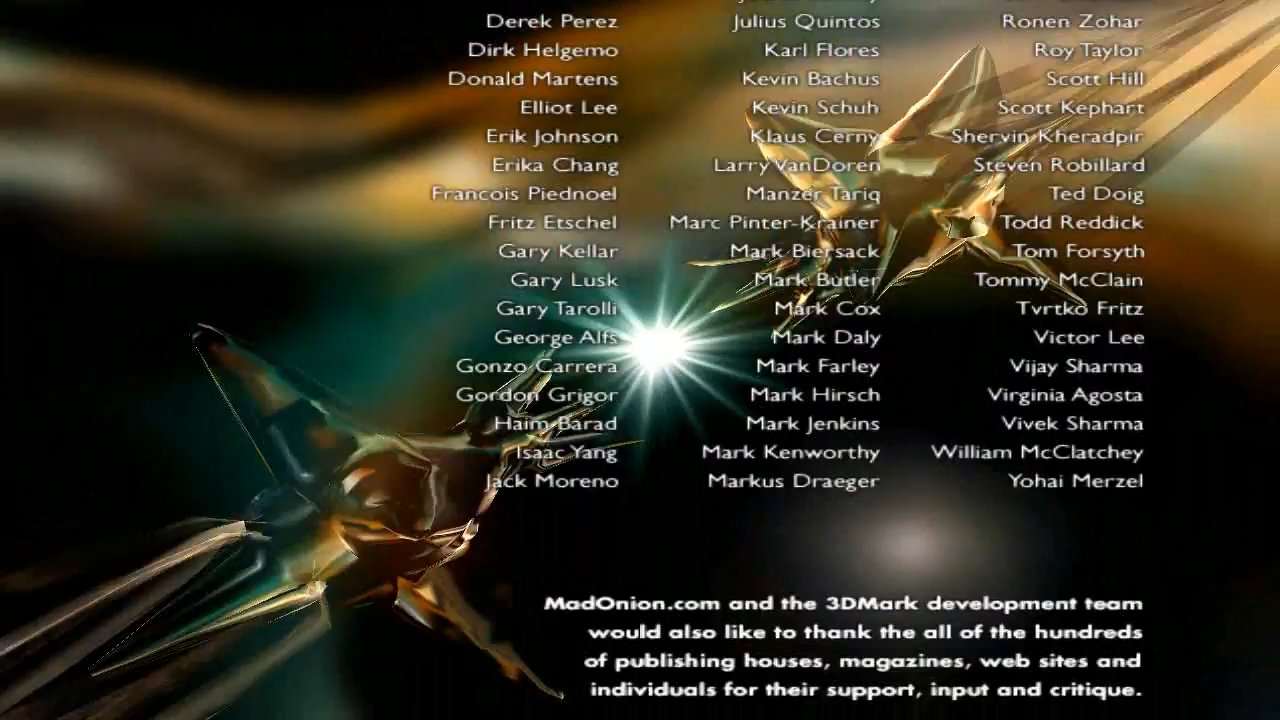 Derek Perez
Dirk Helgemo
Donald Martens
Elliot Lee
Erik Johnson
Erika Chang
Francois Piednoel
Fritz Etschel
Gary Kellar
Gary Lusk
Gary Tarolli
George Alfs
Gonzo Carrera
Gordon Grigor
Haim Barad
Isaac Yang
Jack Moreno
Julius Quintos
Karl Flores
Kevin Bachus
Kevin Schuh
Klaus Cerny
Larry VanDoren
Manzer Tariq
Marc Pinter-Krainer
Mark Biersack
Mark Butler
Mark Cox
Mark Daly
Mark Farley
Mark Hirsch
Mark Jenkins
Mark Kenworthy
Markus Draeger
Ronen Zohar
Roy Taylor
Scott Hill
Scott Kephart
Shervin Kheradpir
Steven Robillard
Ted Doig
Todd Reddick
Tom Forsyth
Tommy McClain
Tvrtko Fritz
Victor Lee
Vijay Sharma
Virginia Agosta
Vivek Sharma
William McClatchey
Yohai Merzel
MadOnion.com and the 3DMark development team
would also like to thank the all of the hundreds
of publishing houses, magazines, web sites and
individuals for their support, input and critique.